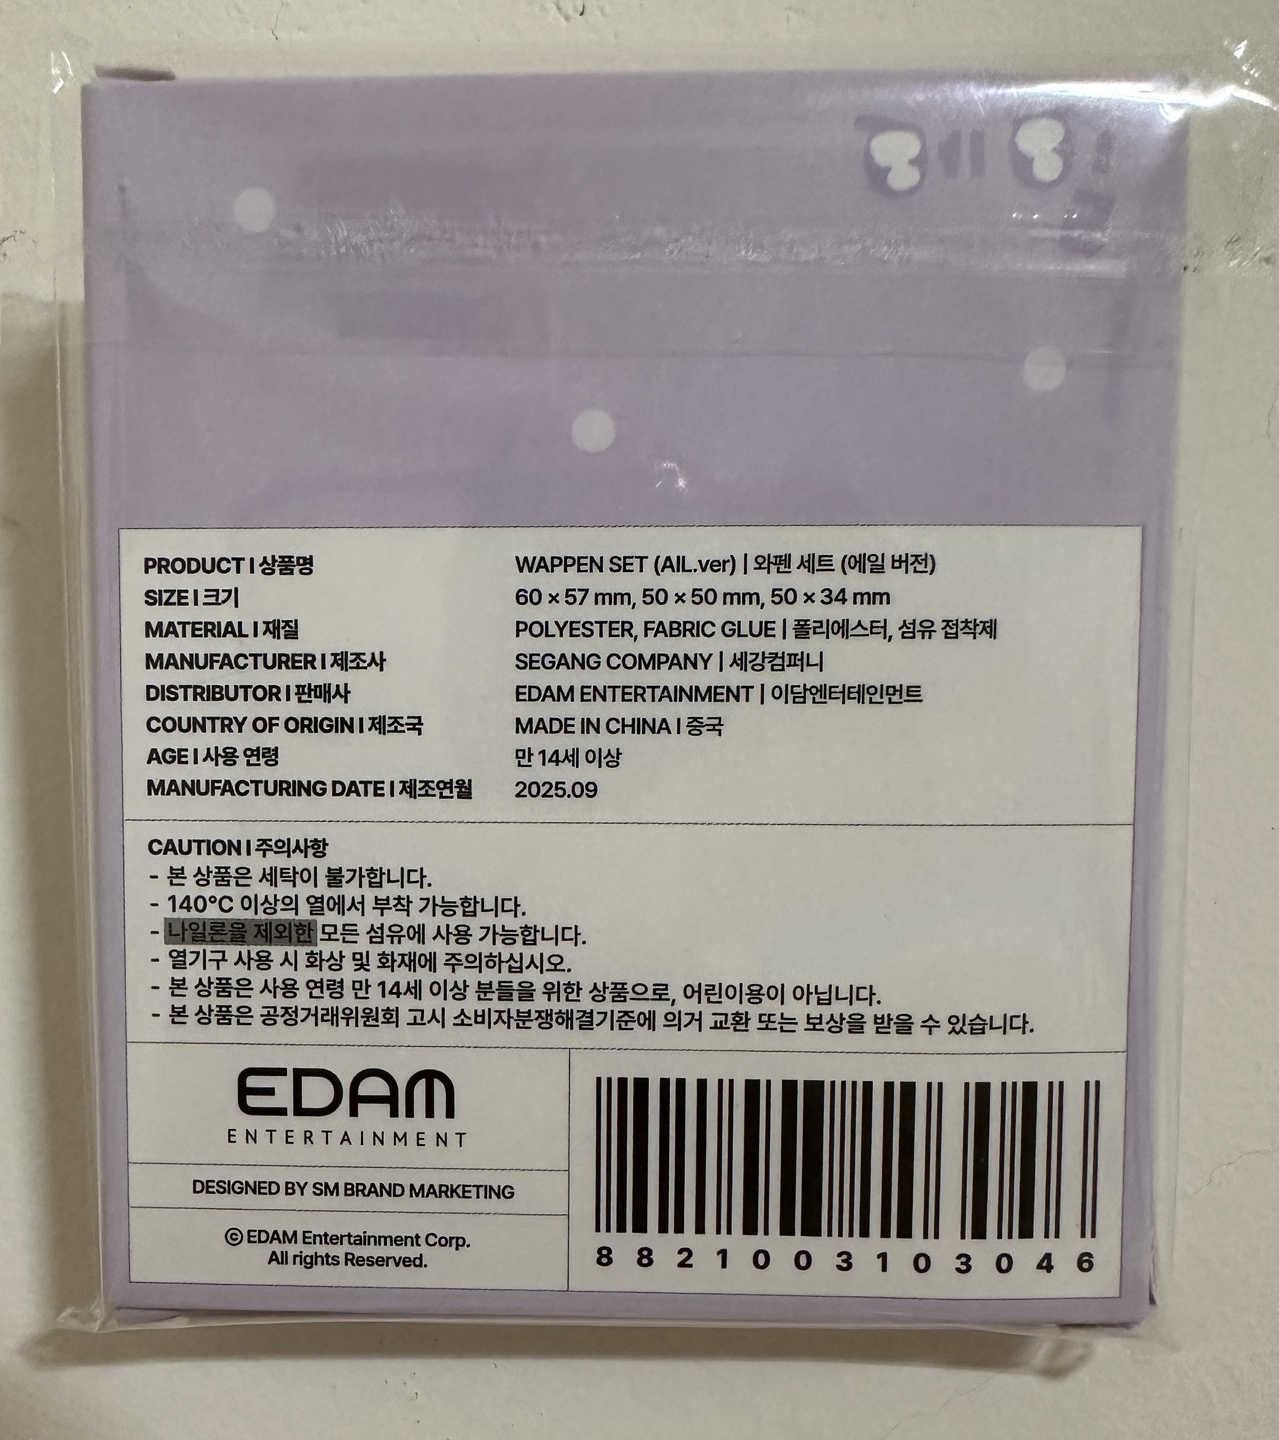 PRODUCT I 상품명 WAPPEN SET (AIL.ver) | 와펜 세트 (에일 버전)
SIZE I 크기 60 × 57 mm, 50 × 50 mm, 50 × 34 mm
MATERIAL I 재질 POLYESTER, FABRIC GLUE | 폴리에스터, 섬유 접착제
MANUFACTURER I 제조사 SEGANG COMPANY | 세강컴퍼니
DISTRIBUTOR I 판매사 EDAM ENTERTAINMENT | 이담엔터테인먼트
COUNTRY OF ORIGIN I 제조국 MADE IN CHINA I 중국
AGE I 사용 연령 만 14세 이상
MANUFACTURING DATE I 제조연월 2025.09
CAUTION I 주의사항
- 본 상품은 세탁이 불가합니다.
- 140°C 이상의 열에서 부착 가능합니다.
- 나일론을 제외한 모든 섬유에 사용 가능합니다.
- 열기구 사용 시 화상 및 화재에 주의하십시오.
- 본 상품은 사용 연령 만 14세 이상 분들을 위한 상품으로, 어린이용이 아닙니다.
- 본 상품은 공정거래위원회 고시 소비자분쟁해결기준에 의거 교환 또는 보상을 받을 수 있습니다.
EDAM
ENTERTAINMENT
DESIGNED BY SM BRAND MARKETING
© EDAM Entertainment Corp.
All rights Reserved.
8821003103046